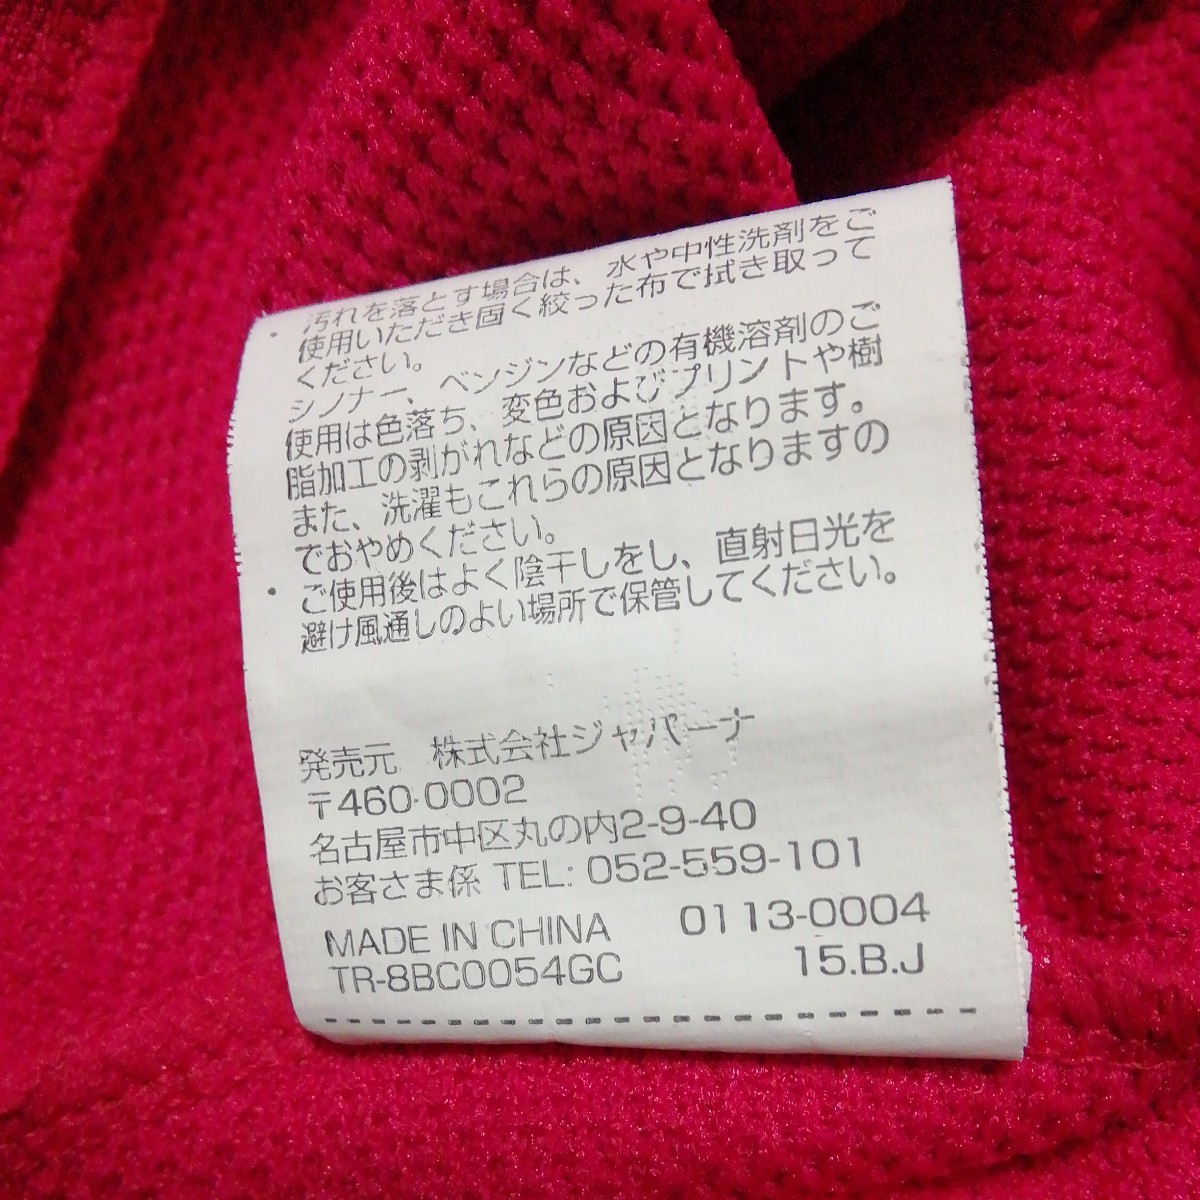 ・汚れを落とす場合は、水や中性洗剤をご
使用いただき固く絞った布で拭き取って
ください。
シンナー、ベンジンなどの有機溶剤のご
使用は色落ち、変色およびプリントや樹
脂加工の剥がれなどの原因となります。
また、洗濯もこれらの原因となりますの
でおやめください。
・ご使用後はよく陰干しをし、直射日光を
避け風通しのよい場所で保管してください。
発売元 株式会社ジャパーナ
〒460-0002
名古屋市中区丸の内2-9-40
お客さま係 TEL: 052-559-101
MADE IN CHINA 0113-0004
TR-8BC0054GC 15.B.J